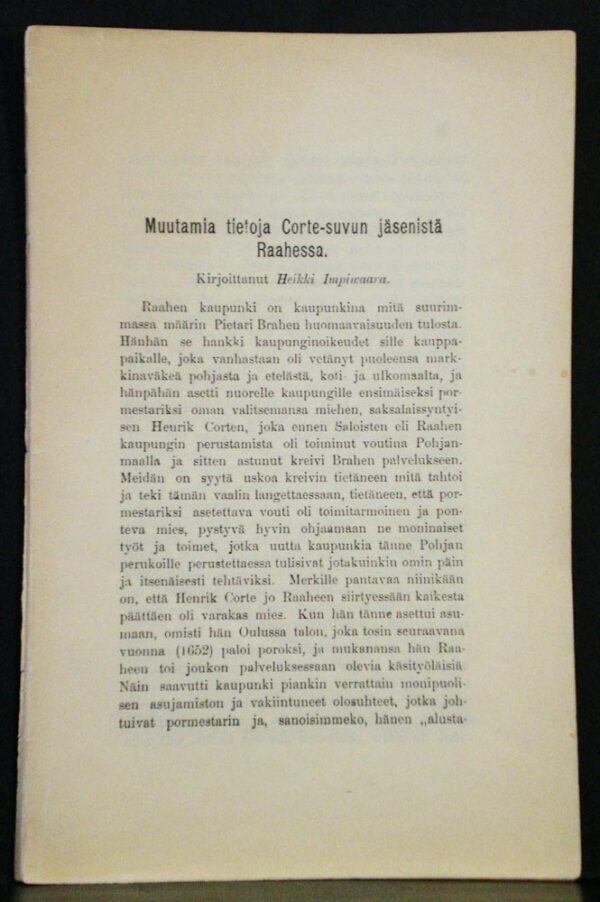 Muutamia tietoja Corte-suvun jäsenistä
Raahessa.
Kirjoittanut Heikki Impiwaara.
Raahen kaupunki on kaupunkina mitä suurim-
massa määrin Pietari Brahen huomaavaisuuden tulosta.
Hänhän se hankki kaupunginoikeudet sille kauppa-
paikalle, joka vanhastaan oli vetänyt puoleensa mark-
kinaväkeä pohjasta ja etelästä, koti- ja ulkomaalta, ja
hänpähän asetti nuorelle kaupungille ensimäiseksi por-
mestariksi oman valitsemansa miehen, saksalaissyntyi-
sen Henrik Corten, joka ennen Saloisten eli Raahen
kaupungin perustamista oli toiminut voutina Pohjan-
maalla ja sitten astunut kreivi Brahen palvelukseen.
Meidän on syytä uskoa kreivin tietäneen mitä tahtoi
ja teki tämän vaalin langettaessaan, tietäneen, että por-
mestariksi asetettava vouti oli toimitarmoinen ja pon-
teva mies, pystyvä hyvin ohjaamaan ne moninaiset
työt ja toimet, jotka uutta kaupunkia tänne Pohjan
perukoille perustettaessa tulisivat jotakuinkin omin päin
ja itsenäisesti tehtäviksi. Merkille pantavaa niinikään
on, että Henrik Corte jo Raaheen siirtyessään kaikesta
päättäen oli varakas mies. Kun hän tänne asettui asu-
maan, omisti hän Oulussa talon, joka tosin seuraavana
vuonna (1652) paloi poroksi, ja mukanansa hän Raa-
heen toi joukon palveluksessaan olevia käsityöläisiä
Näin saavutti kaupunki piankin verrattain monipuoli-
sen asujamiston ja vakiintuneet olosuhteet, jotka joh-
tuivat pormestarin ja, sanoisimmeko, hänen „alusta-